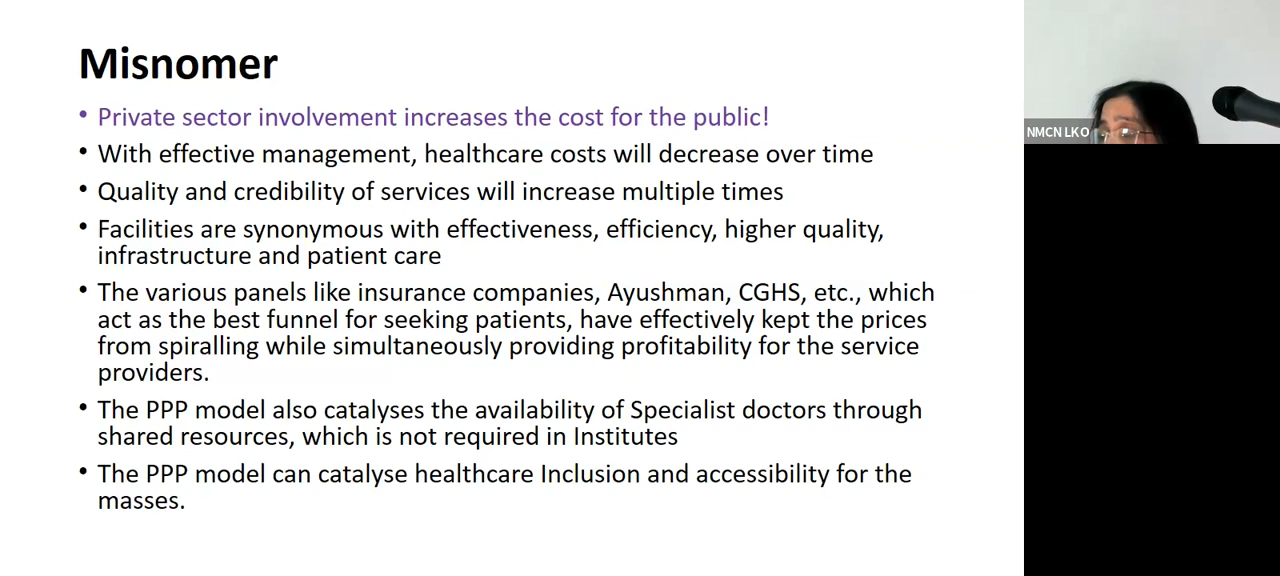 Misnomer
• Private sector involvement increases the cost for the public!
• With effective management, healthcare costs will decrease over time
• Quality and credibility of services will increase multiple times
• Facilities are synonymous with effectiveness, efficiency, higher quality,
infrastructure and patient care
• The various panels like insurance companies, Ayushman, CGHS, etc., which
act as the best funnel for seeking patients, have effectively kept the prices
from spiralling while simultaneously providing profitability for the service
providers.
• The PPP model also catalyses the availability of Specialist doctors through
shared resources, which is not required in Institutes
• The PPP model can catalyse healthcare Inclusion and accessibility for the
masses.
NMCN LKO